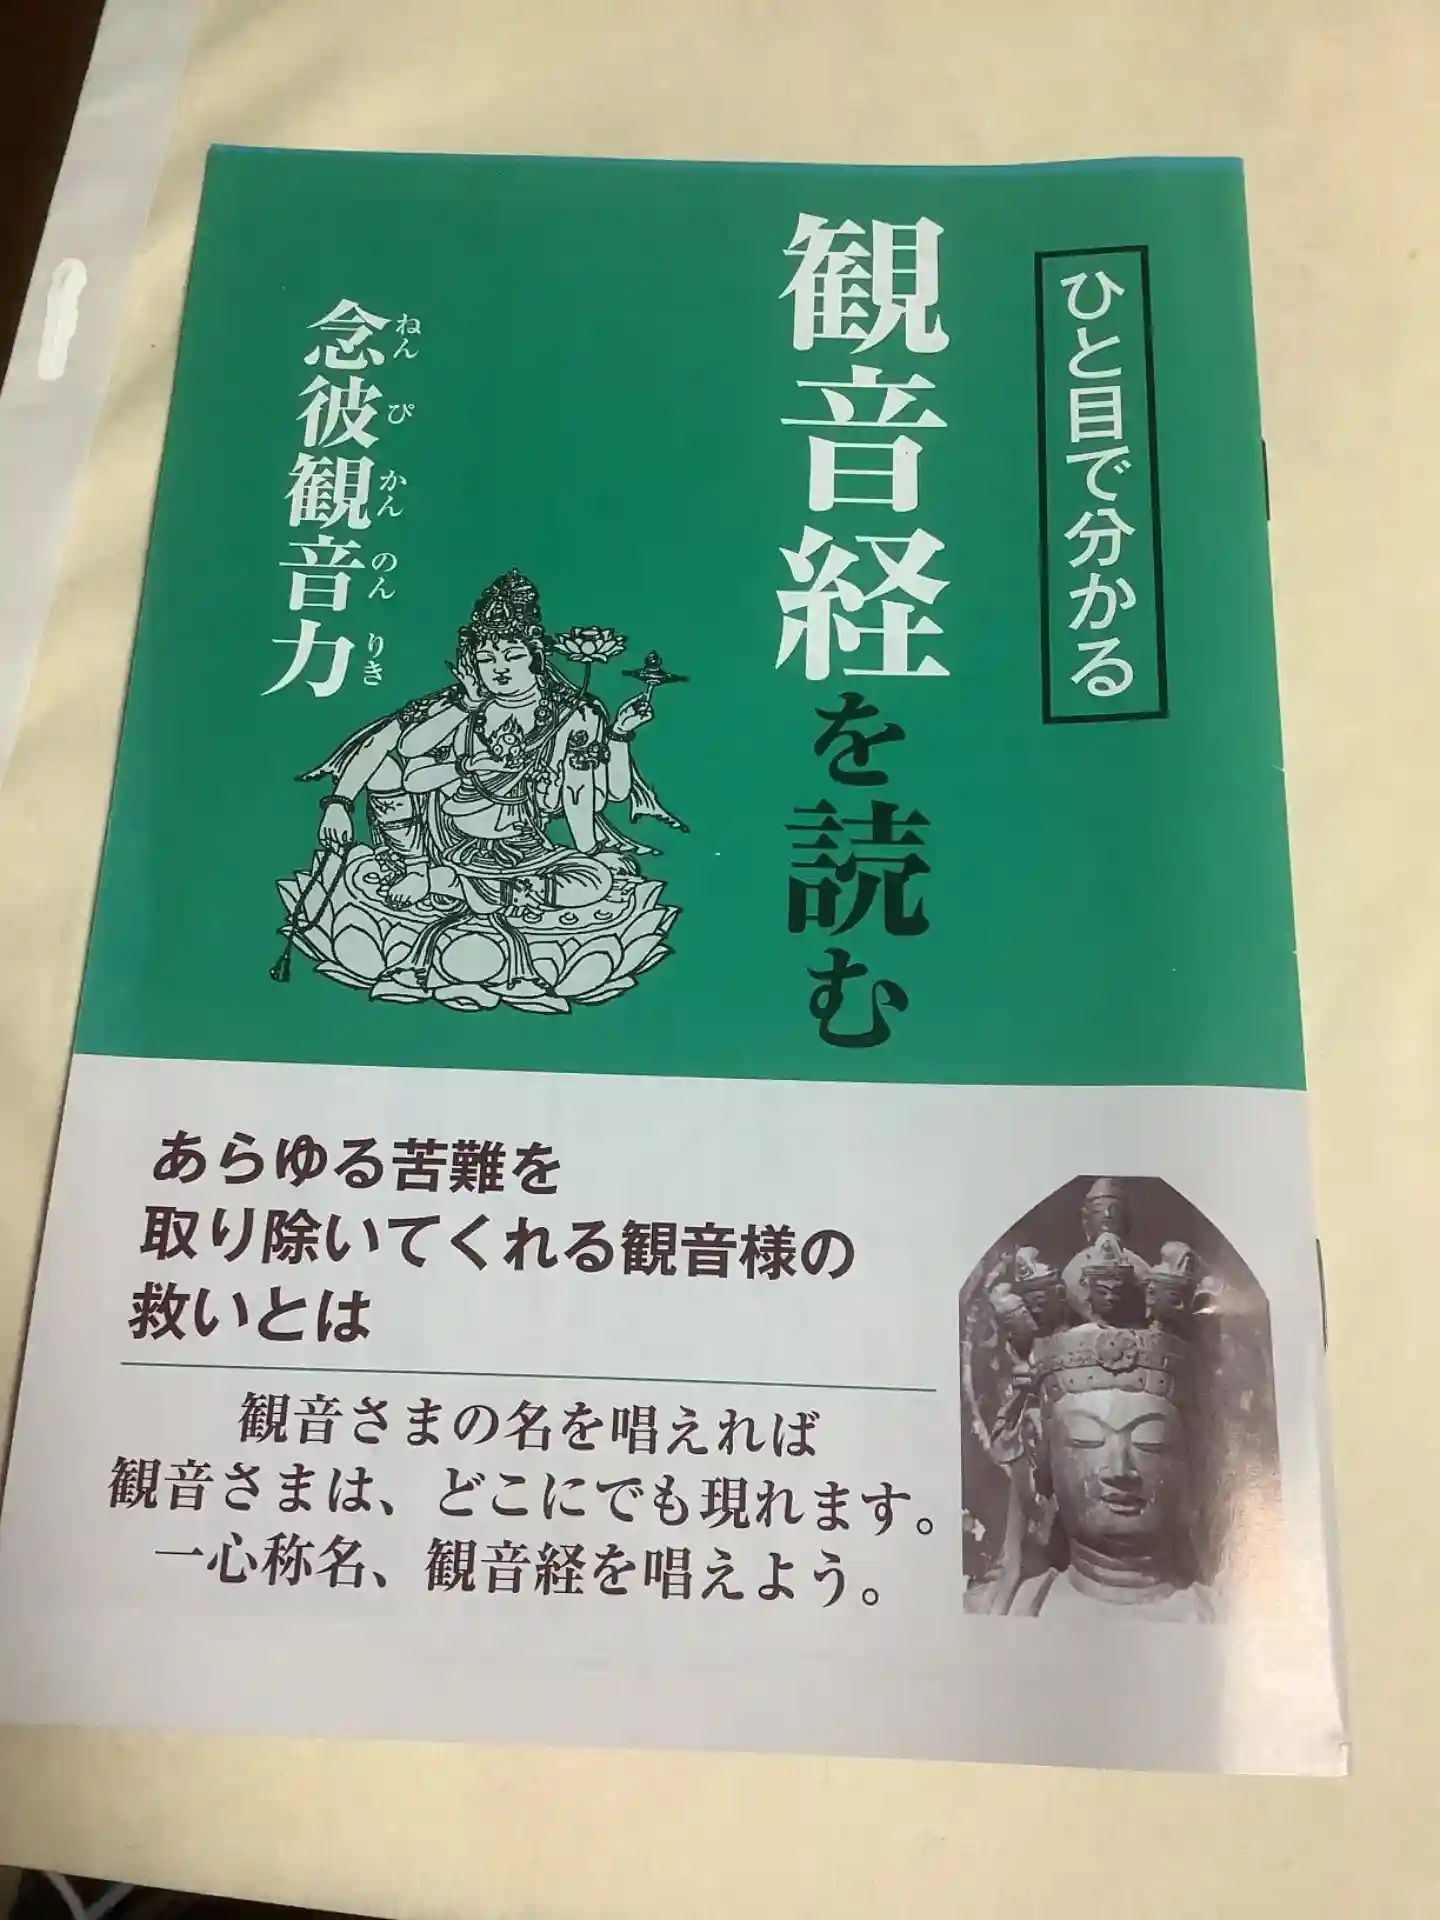 ひと目で分かる
観音経を読む
念彼観音力
ねんぴかんのんりき
あらゆる苦難を
取り除いてくれる観音様の
救いとは
観音さまの名を唱えれば
観音さまは、どこにでも現れます。
一心称名、観音経を唱えよう。